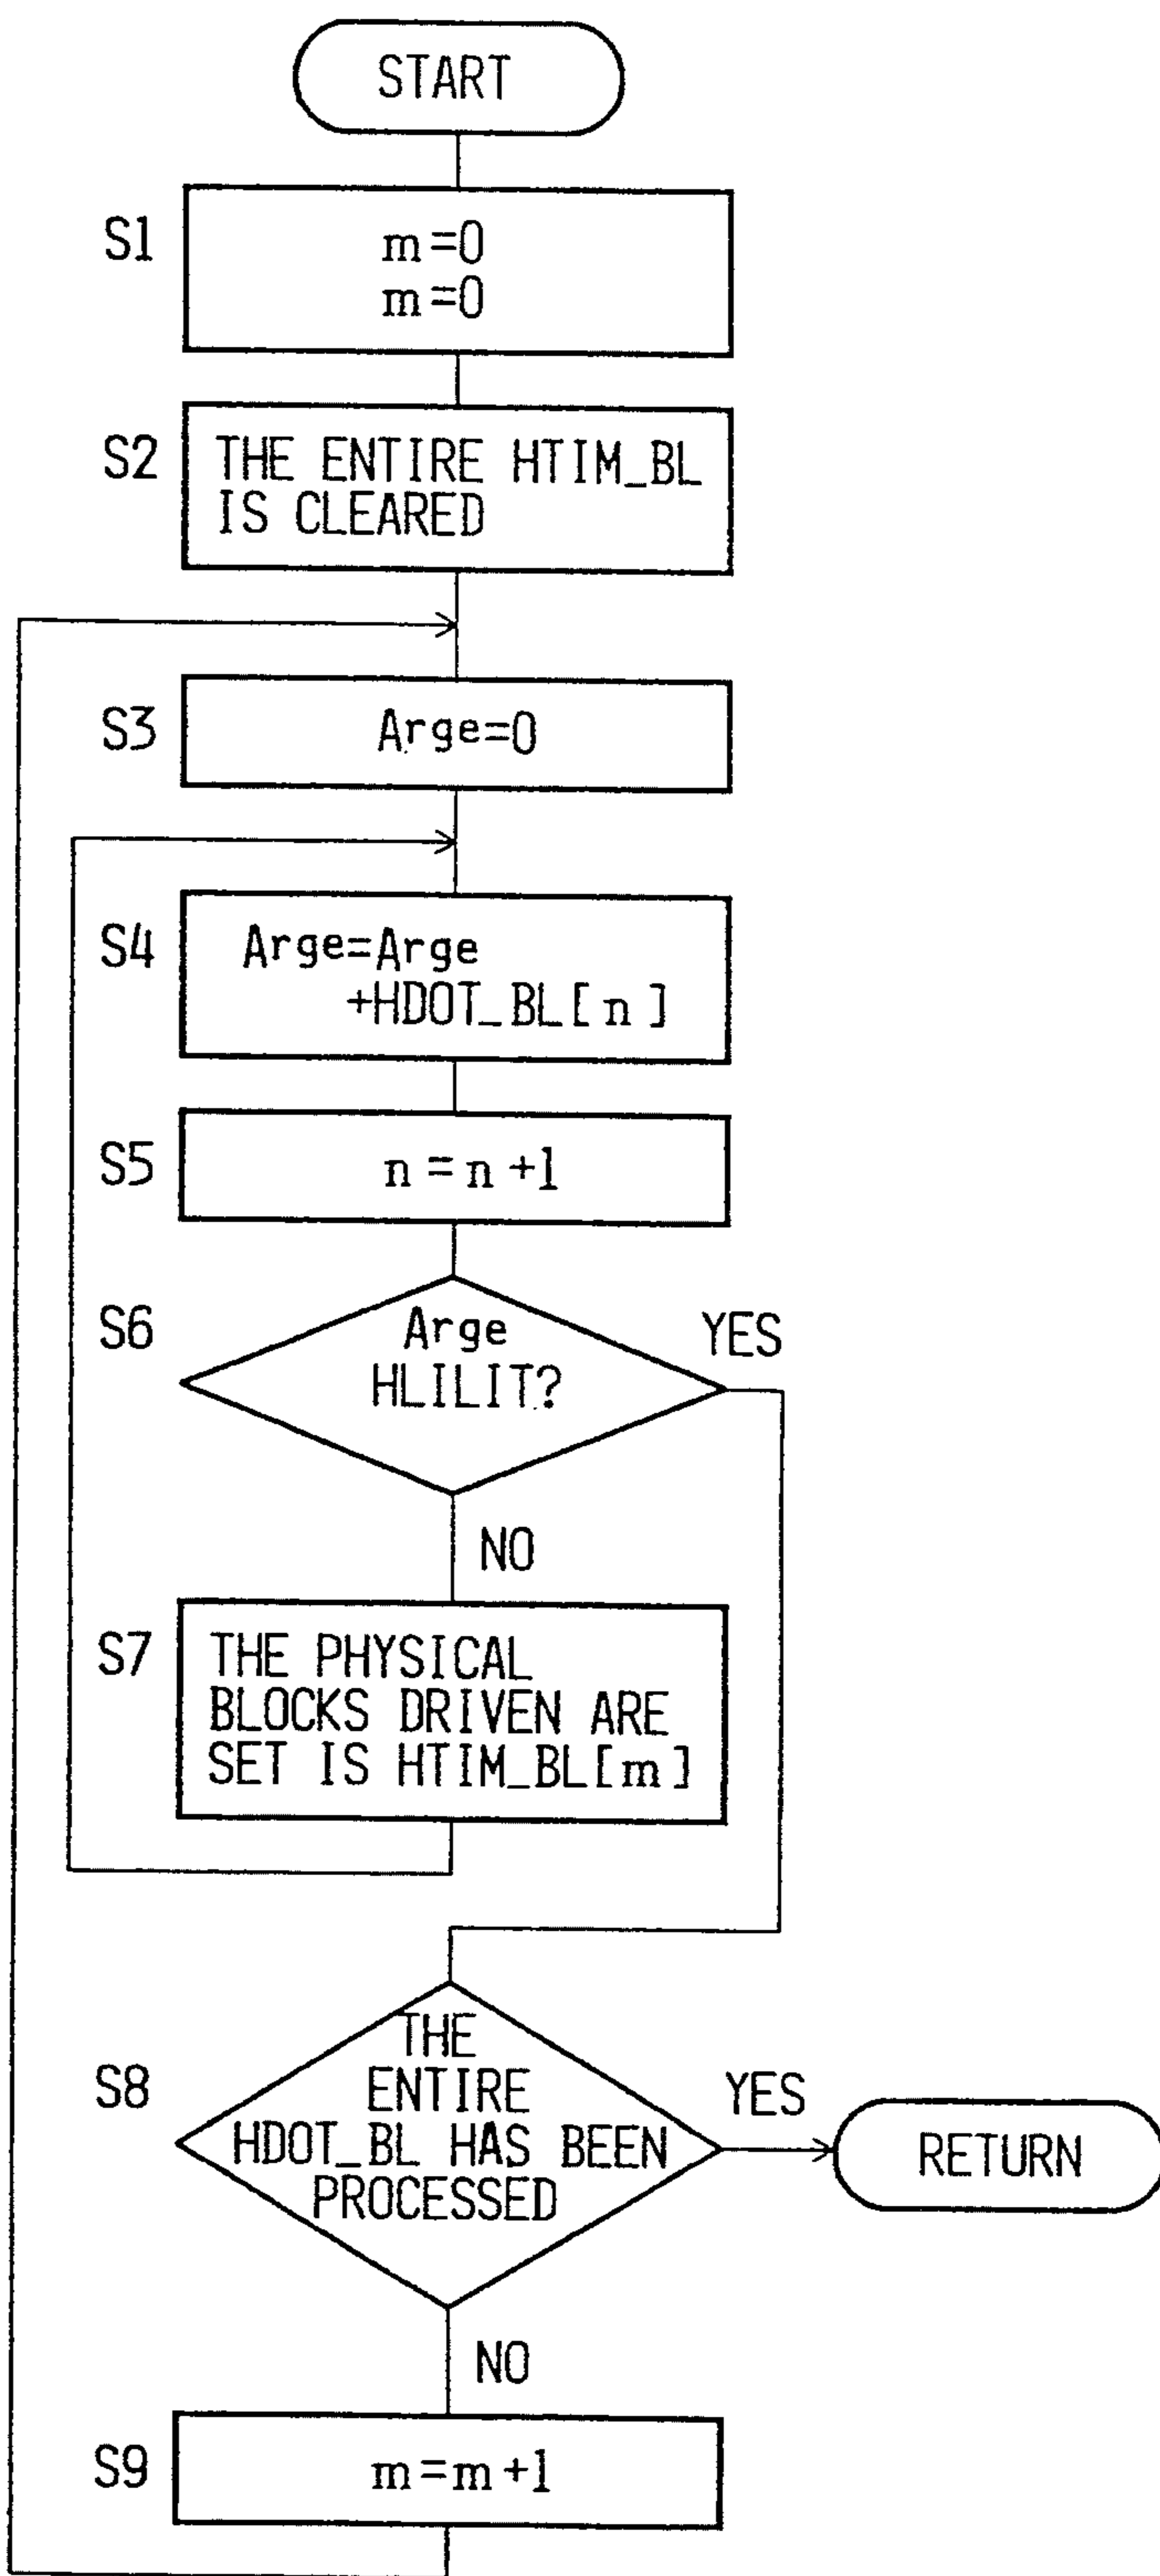 START
S1
m=0
m=0
S2
THE ENTIRE HTIM_BL
IS CLEARED
S3
Arge=0
S4
Arge=Arge
+HDOT_BL[n]
S5
n=n+1
S6
Arge
HLILIT?
YES
NO
S7
THE PHYSICAL
BLOCKS DRIVEN ARE
SET IS HTIM_BL[m]
S8
THE
ENTIRE
HDOT_BL HAS BEEN
PROCESSED
YES
RETURN
NO
S9
m=m+1